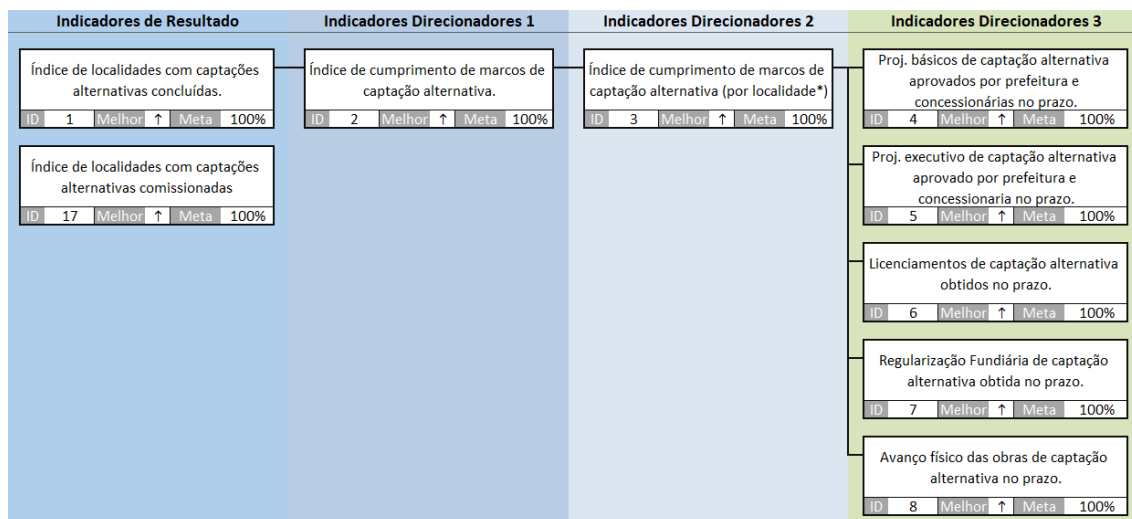 Indicadores de Resultado
Indicadores Direcionadores 1
Indicadores Direcionadores 2
Indicadores Direcionadores 3
Índice de localidades com captações
alternativas concluídas.
ID 1 Melhor ↑ Meta 100%
Índice de localidades com captações
alternativas comissionadas
ID 17 Melhor ↑ Meta 100%
Índice de cumprimento de marcos de
captação alternativa.
ID 2 Melhor ↑ Meta 100%
Índice de cumprimento de marcos de
captação alternativa (por localidade*)
ID 3 Melhor ↑ Meta 100%
Proj. básicos de captação alternativa
aprovados por prefeitura e
concessionárias no prazo.
ID 4 Melhor ↑ Meta 100%
Proj. executivo de captação alternativa
aprovado por prefeitura e
concessionaria no prazo.
ID 5 Melhor ↑ Meta 100%
Licenciamentos de captação alternativa
obtidos no prazo.
ID 6 Melhor ↑ Meta 100%
Regularização Fundiária de captação
alternativa obtida no prazo.
ID 7 Melhor ↑ Meta 100%
Avanço físico das obras de captação
alternativa no prazo.
ID 8 Melhor ↑ Meta 100%